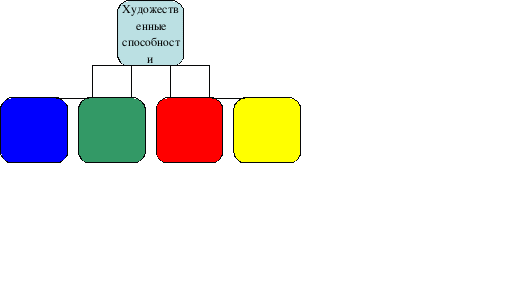 Художеств
енные
способност
и